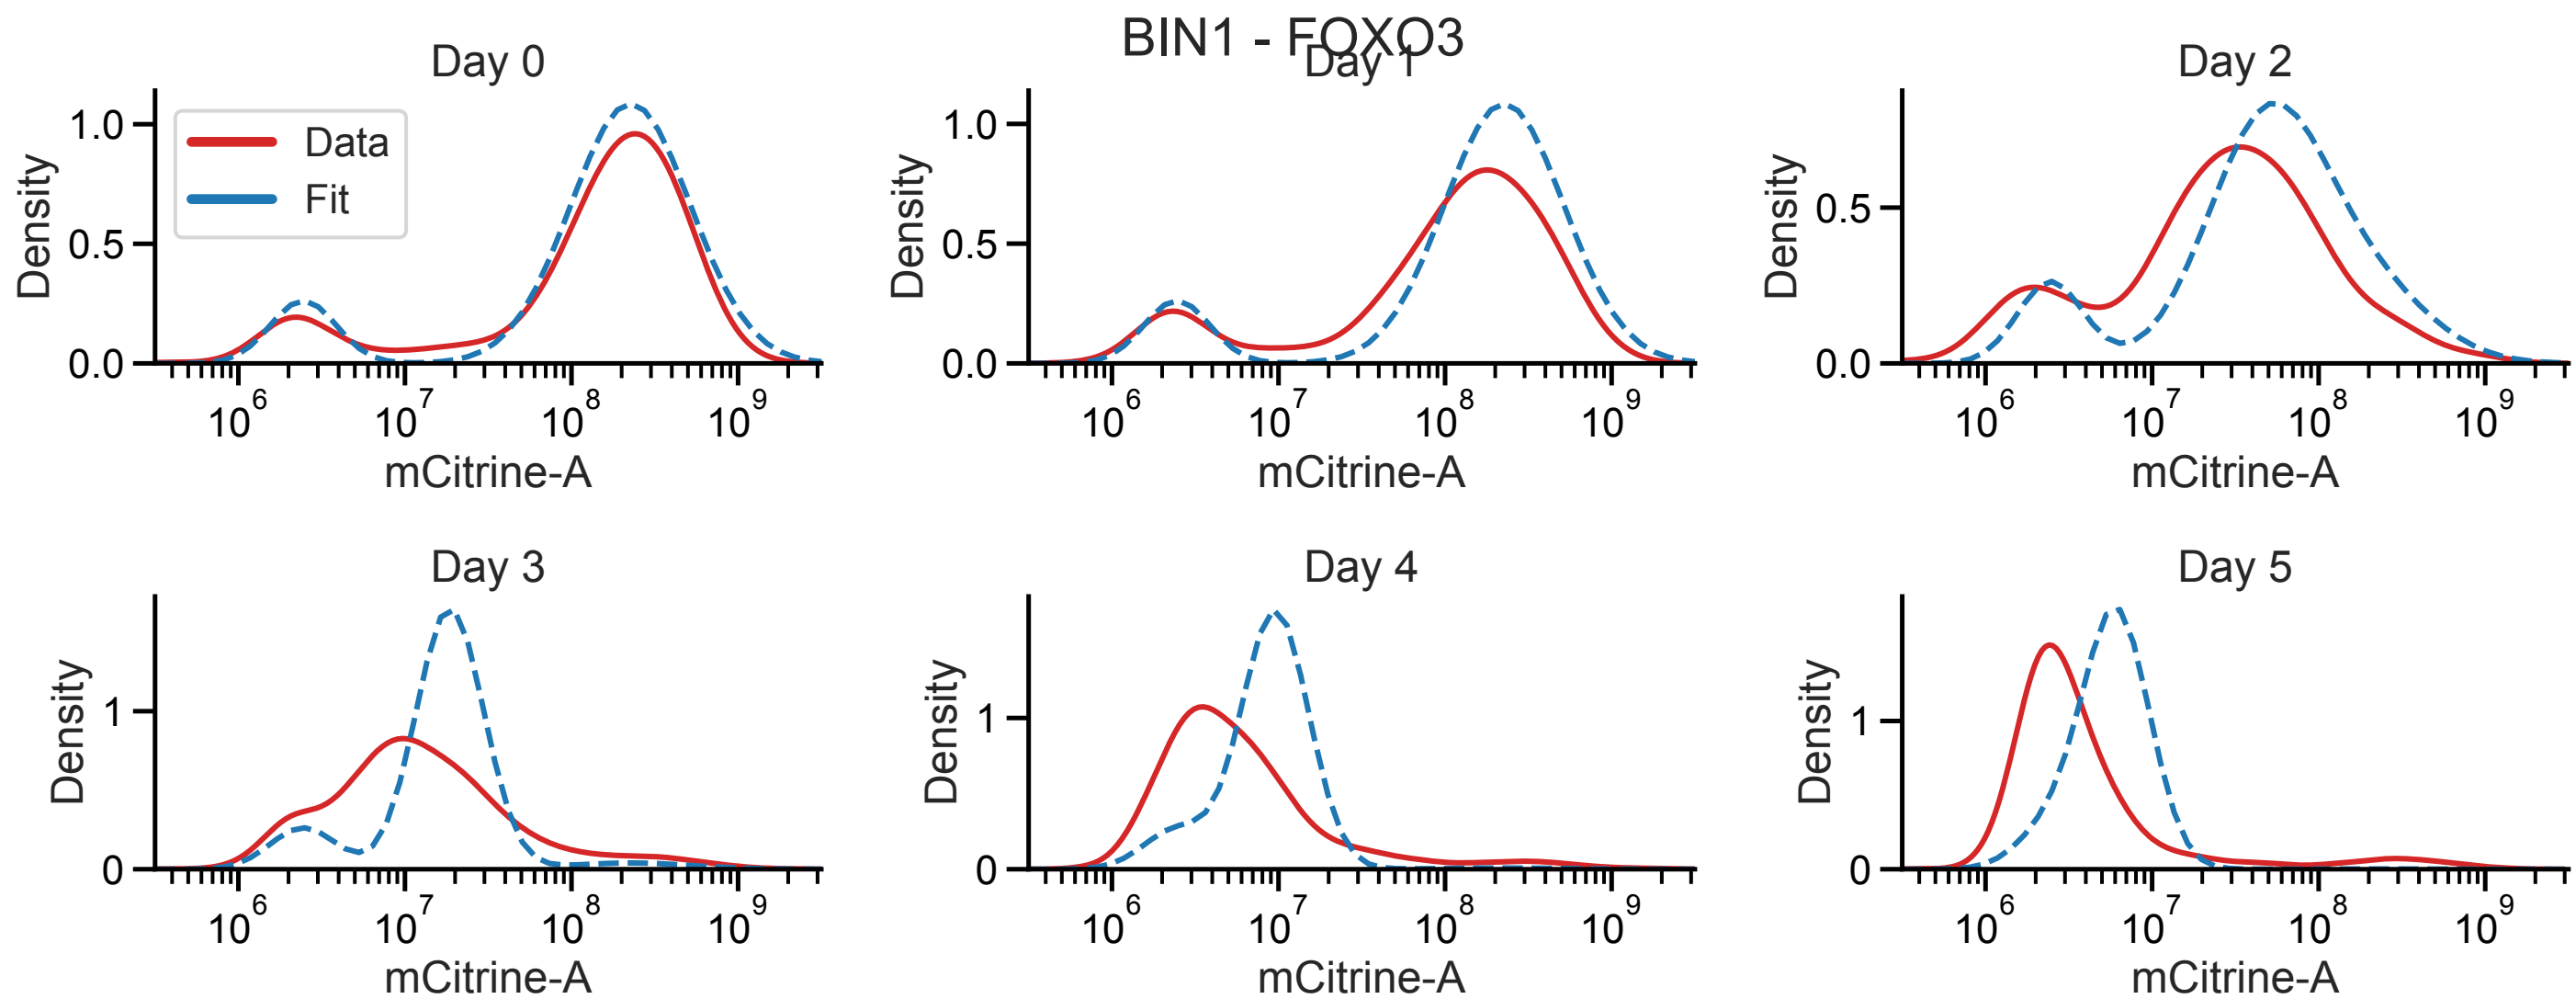 BIN1 - FOXO3
Day 0
Day 1
Day 2
Data
Fit
Density
1.0
0.5
0.0
10^6 10^7 10^8 10^9
mCitrine-A
Density
1.0
0.5
0.0
10^6 10^7 10^8 10^9
mCitrine-A
Density
0.5
0.0
10^6 10^7 10^8 10^9
mCitrine-A
Day 3
Day 4
Day 5
Density
1
0
10^6 10^7 10^8 10^9
mCitrine-A
Density
1
0
10^6 10^7 10^8 10^9
mCitrine-A
Density
1
0
10^6 10^7 10^8 10^9
mCitrine-A